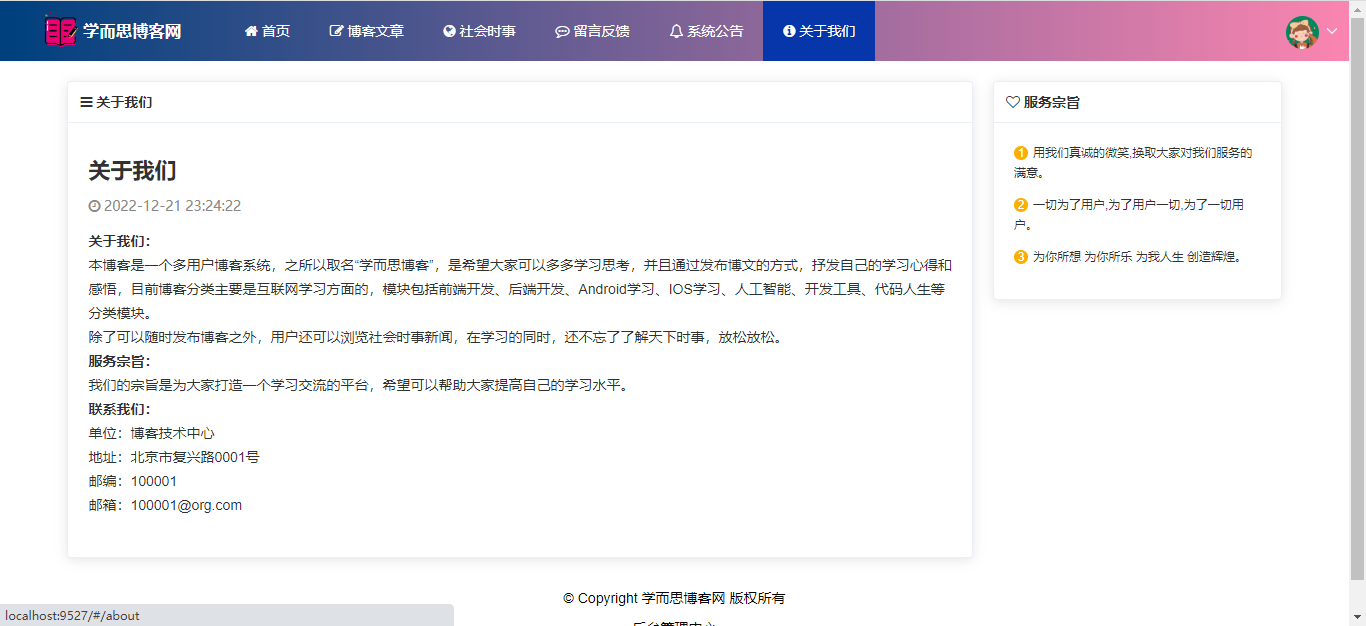 学而思博客网 首页 博客文章 社会时事 留言反馈 系统公告 关于我们
关于我们
关于我们
2022-12-21 23:24:22
关于我们：
本博客是一个多用户博客系统，之所以取名“学而思博客”，是希望大家可以多多学习思考，并且通过发布博文的方式，抒发自己的学习心得和
感悟，目前博客分类主要是互联网学习方面的，模块包括前端开发、后端开发、Android学习、IOS学习、人工智能、开发工具、代码人生等
分类模块。
除了可以随时发布博客之外，用户还可以浏览社会时事新闻，在学习的同时，还不忘了了解天下时事，放松放松。
服务宗旨：
我们的宗旨是为大家打造一个学习交流的平台，希望可以帮助大家提高自己的学习水平。
联系我们：
单位：博客技术中心
地址：北京市复兴路0001号
邮编：100001
邮箱：100001@org.com
服务宗旨
1 用我们真诚的微笑,换取大家对我们服务的
满意。
2 一切为了用户,为了用户一切,为了一切用
户。
3 为你所想 为你所乐 为我人生 创造辉煌。
© Copyright 学而思博客网 版权所有
后台管理中心
localhost:9527/#/about